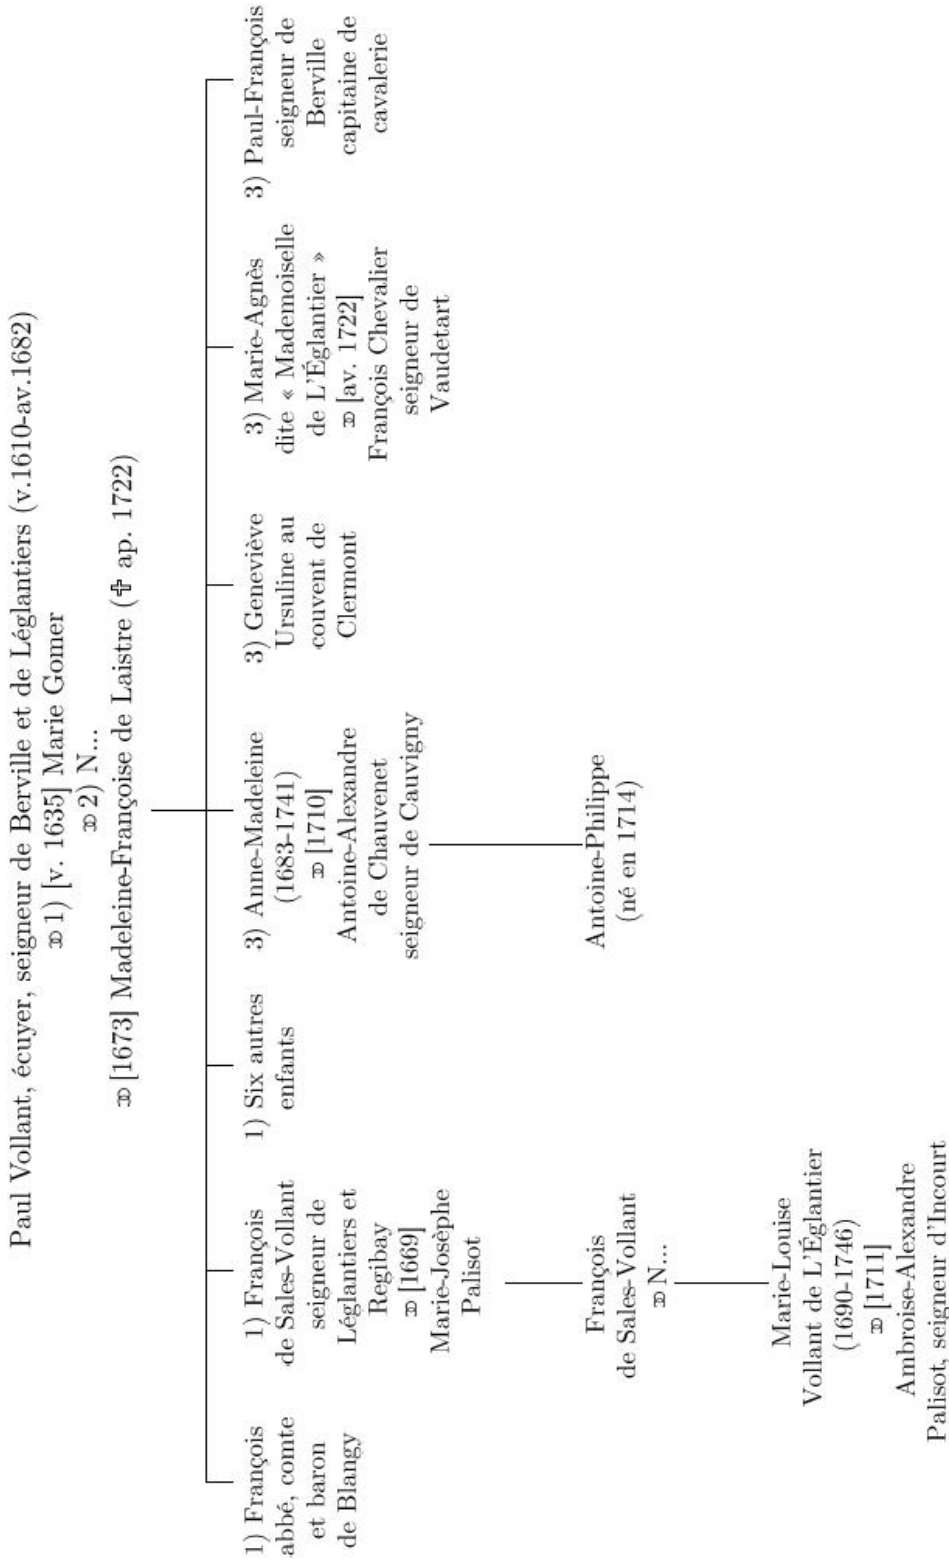 Paul Vollant, écuyer, seigneur de Berville et de Léglantiers (v.1610-av.1682)
⚭ 1) [v. 1635] Marie Gomer
⚭ 2) N...
⚭ [1673] Madeleine-Françoise de Laistre (✞ ap. 1722)
1) François
abbé, comte
et baron
de Blangy
1) François
de Sales-Vollant
seigneur de
Léglantiers et
Regibay
⚭ [1669]
Marie-Josèphe
Palisot
1) Six autres
enfants
3) Anne-Madeleine
(1683-1741)
⚭ [1710]
Antoine-Alexandre
de Chauvenet
seigneur de Cauvigny
3) Geneviève
Ursuline au
couvent de
Clermont
3) Marie-Agnès
dite « Mademoiselle
de L'Églantier »
⚭ [av. 1722]
François Chevalier
seigneur de
Vaudetart
3) Paul-François
seigneur de
Berville
capitaine de
cavalerie
François
de Sales-Vollant
⚭ N...
Antoine-Philippe
(né en 1714)
Marie-Louise
Vollant de L'Églantier
(1690-1746)
⚭ [1711]
Ambroise-Alexandre
Palisot, seigneur d'Incourt